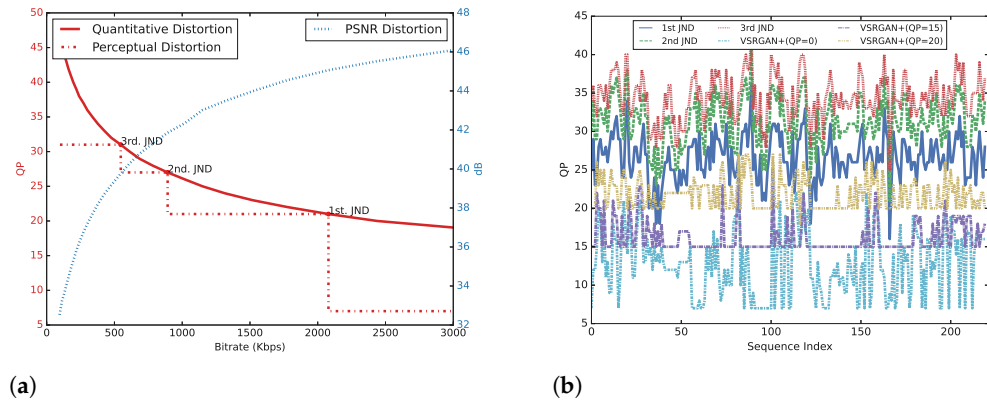 Quantitative Distortion
Perceptual Distortion
PSNR Distortion
50
45
40
35
30
25
20
15
10
5
QP
48
46
44
42
40
38
36
34
32
dB
3rd. JND
2nd. JND
1st. JND
0
500
1000
1500
2000
2500
3000
Bitrate (Kbps)
(a)
1st JND
2nd JND
3rd JND
VSRGAN+(QP=0)
VSRGAN+(QP=15)
VSRGAN+(QP=20)
45
40
35
30
25
20
15
10
5
QP
0
50
100
150
200
Sequence Index
(b)